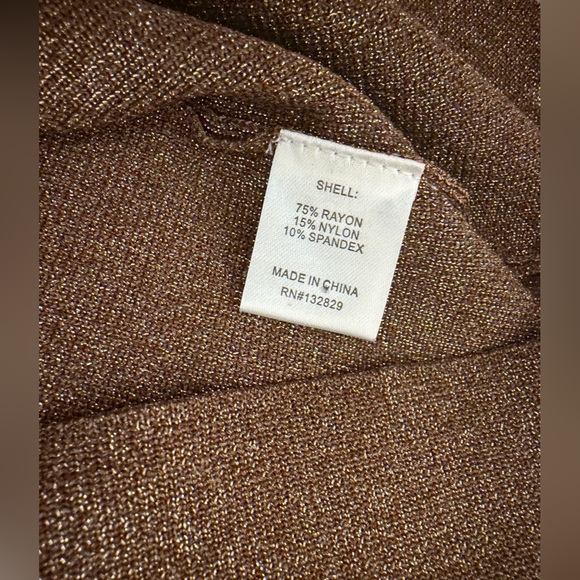 SHELL:
75% RAYON
15% NYLON
10% SPANDEX
MADE IN CHINA
RN#132829